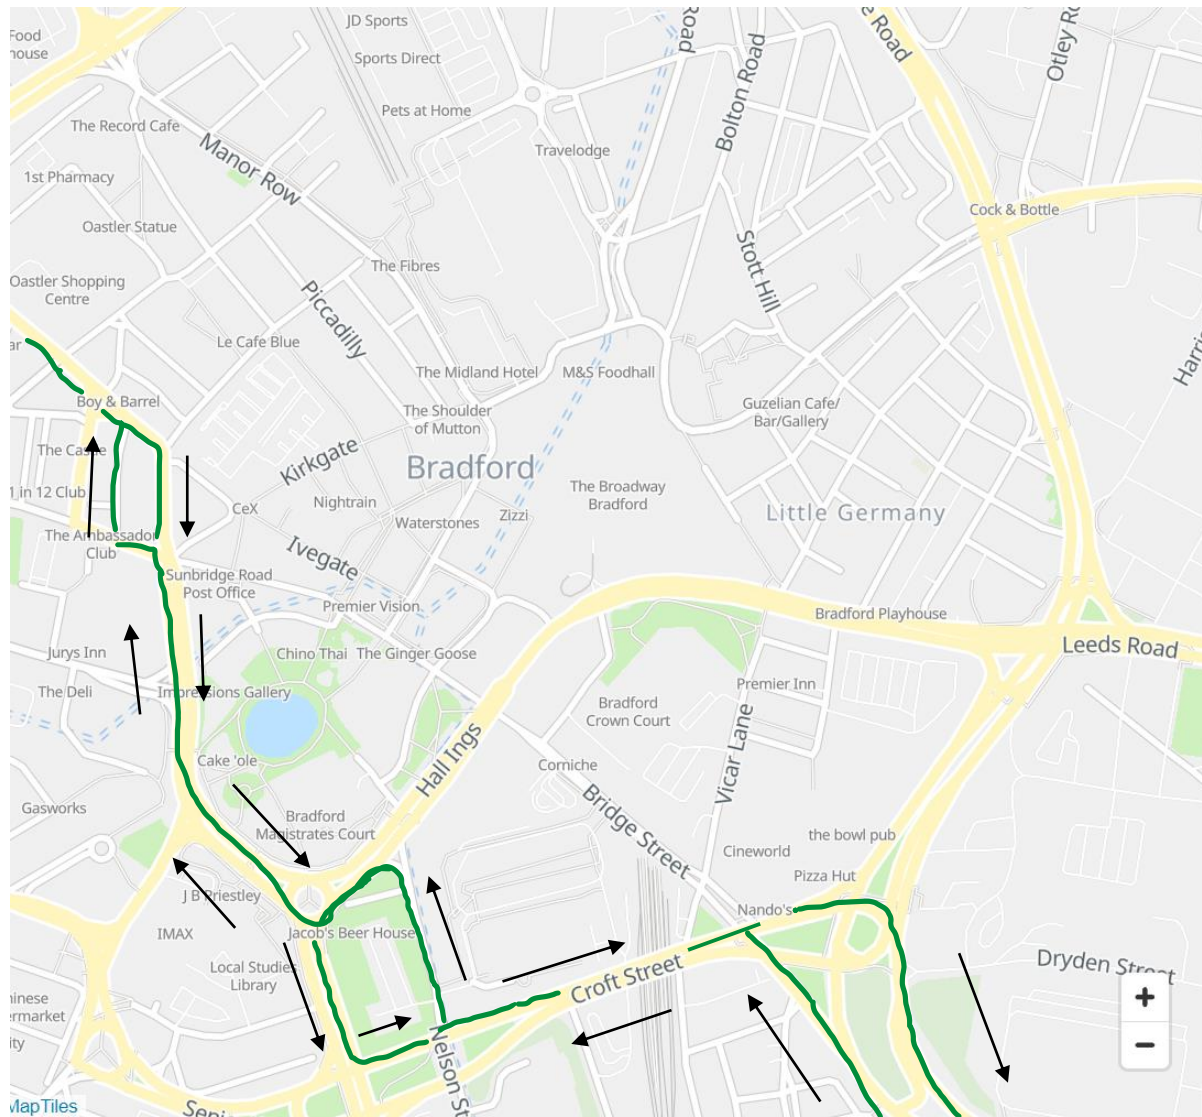 JD Sports
Food
house
Sports Direct
Road
e Road
Otley Ro
Pets at Home
Bolton Road
The Record Cafe
Manor Row
Travelodge
1st Pharmacy
Cock & Bottle
Oastler Statue
Stott Hill
The Fibres
Oastler Shopping
Centre
Piccadilly
Harri
ar
Le Cafe Blue
The Midland Hotel
M&S Foodhall
Boy & Barrel
The Shoulder
of Mutton
Guzelian Cafe/
Bar/Gallery
The Castle
Kirkgate
Bradford
1 in 12 Club
Nightrain
The Broadway
Bradford
CeX
Waterstones
Zizzi
Little Germany
The Ambassador
Club
Ivegate
Sunbridge Road
Post Office
Premier Vision
Bradford Playhouse
Leeds Road
Jurys Inn
Chino Thai
The Ginger Goose
The Deli
Impressions Gallery
Premier Inn
Bradford
Crown Court
Hall Ings
Vicar Lane
Cake 'ole
Corniche
Gasworks
Bradford
Magistrates Court
Bridge Street
the bowl pub
Cineworld
Pizza Hut
J B Priestley
Nando's
IMAX
Jacob's Beer House
Local Studies
Library
Croft Street
Dryden Street
hinese
ermarket
ity
+
−
Nelson St
MapTiles